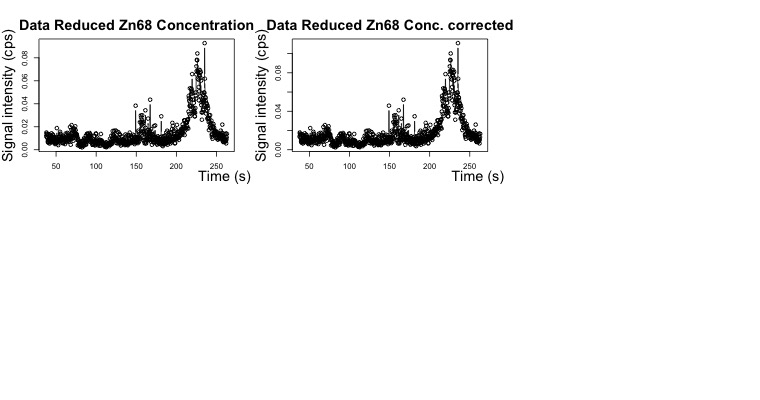 Data Reduced Zn68 Concentration
Signal intensity (cps)
0.00 0.02 0.04 0.06 0.08
50 100 150 200 250
Time (s)
Data Reduced Zn68 Conc. corrected
Signal intensity (cps)
0.00 0.04 0.08
50 100 150 200 250
Time (s)